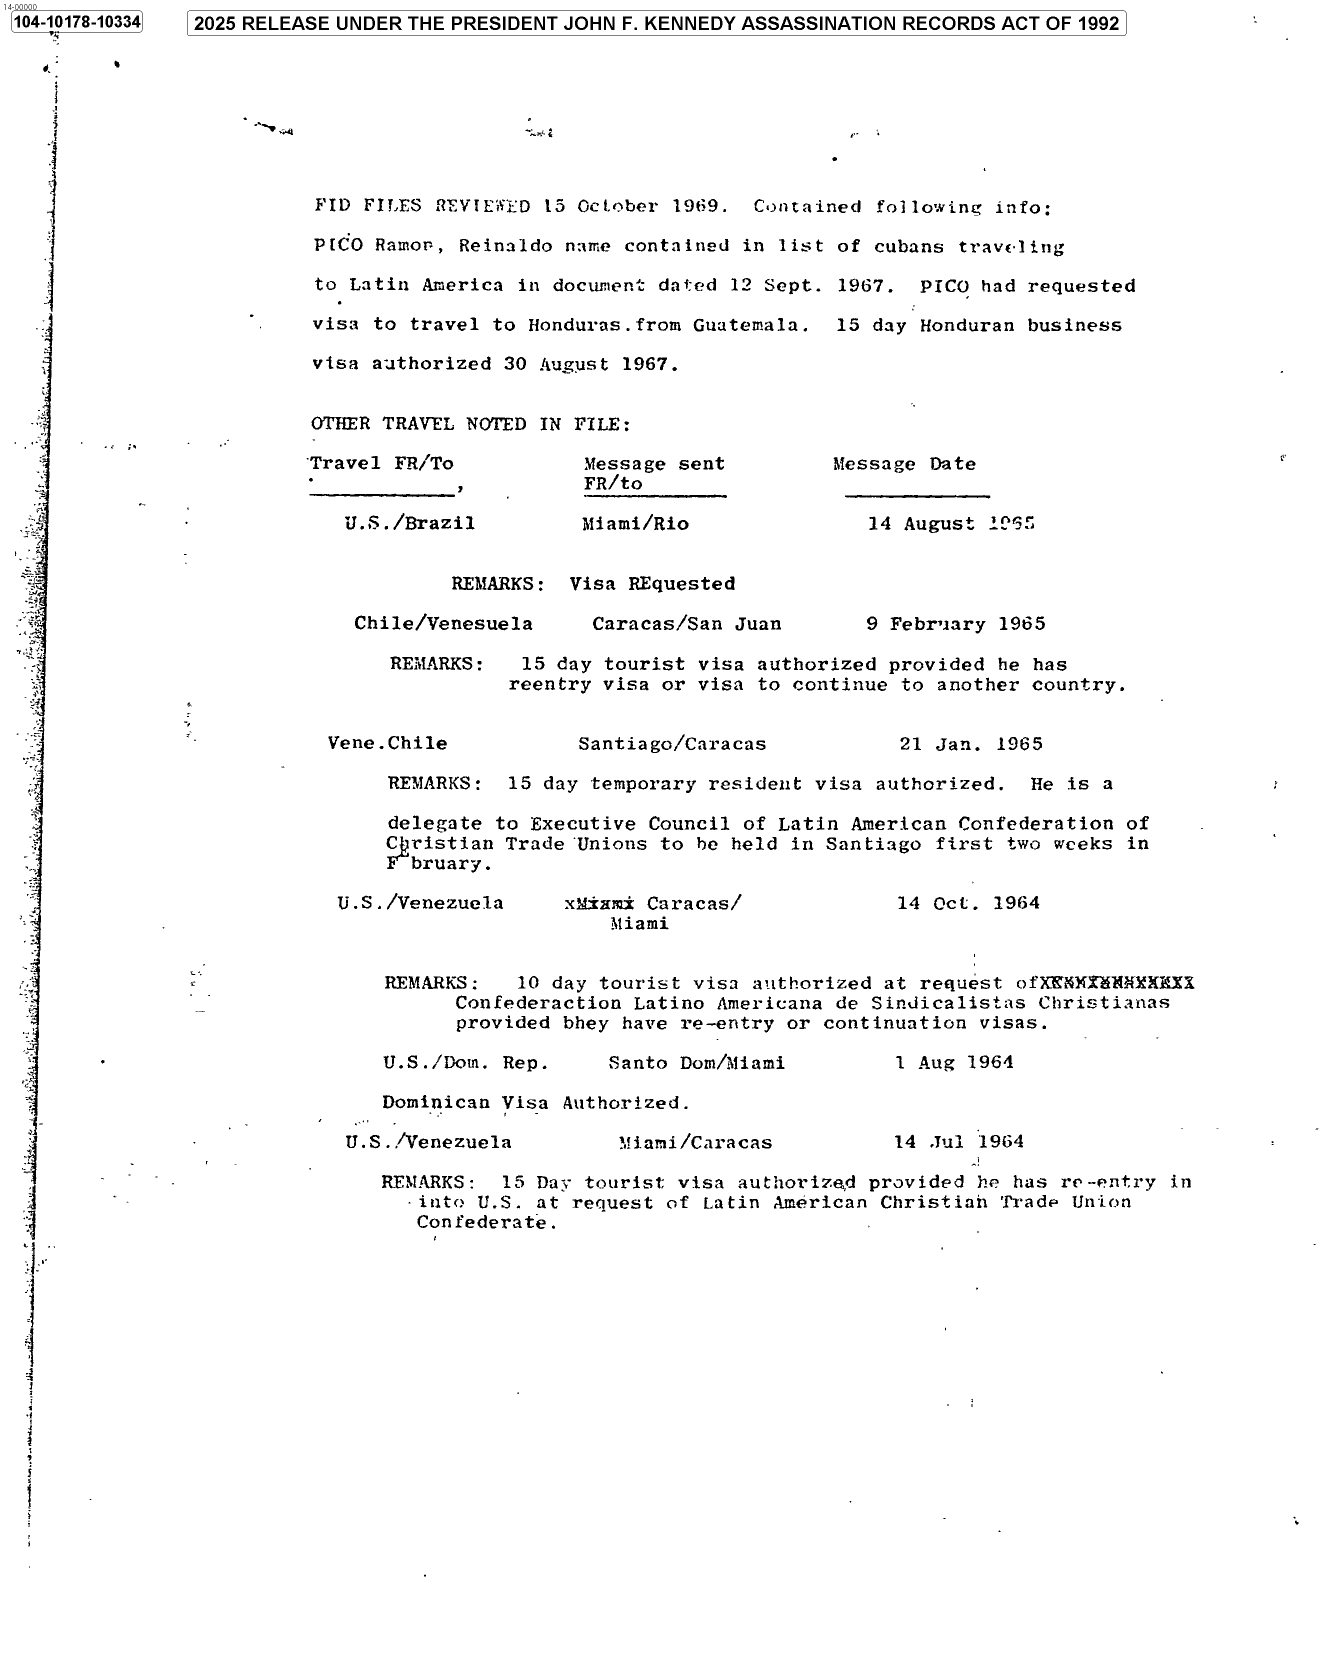 14-00000
104-10178-10334
2025 RELEASE UNDER THE PRESIDENT JOHN F. KENNEDY ASSASSINATION RECORDS ACT OF 1992
FID FILES REVIEWED 15 October 1969. Contained following info:
PICO Ramon, Reinaldo name contained in list of cubans traveling
to Latin America in document dated 12 Sept. 1967. PICO had requested
visa to travel to Honduras.from Guatemala. 15 day Honduran business
visa authorized 30 August 1967.
OTHER TRAVEL NOTED IN FILE:
Travel FR/To Message sent Message Date
FR/to
U.S./Brazil Miami/Rio 14 August 1965
REMARKS: Visa REquested
Chile/Venesuela Caracas/San Juan 9 February 1965
REMARKS: 15 day tourist visa authorized provided he has
reentry visa or visa to continue to another country.
Vene.Chile Santiago/Caracas 21 Jan. 1965
REMARKS: 15 day temporary resident visa authorized. He is a
delegate to Executive Council of Latin American Confederation of
Christian Trade Unions to be held in Santiago first two weeks in
F bruary.
U.S./Venezuela xMiami Caracas/ 14 Oct. 1964
Miami
REMARKS: 10 day tourist visa authorized at request of
Confederaction Latino Americana de Sindicalistas Christianas
provided bhey have re-entry or continuation visas.
U.S./Dom. Rep. Santo Dom/Miami 1 Aug 1964
Dominican Visa Authorized.
U.S./Venezuela Miami/Caracas 14 Jul 1964
REMARKS: 15 Day tourist visa authorized provided he has re-entry in
into U.S. at request of Latin American Christian Trade Union
Confederate.